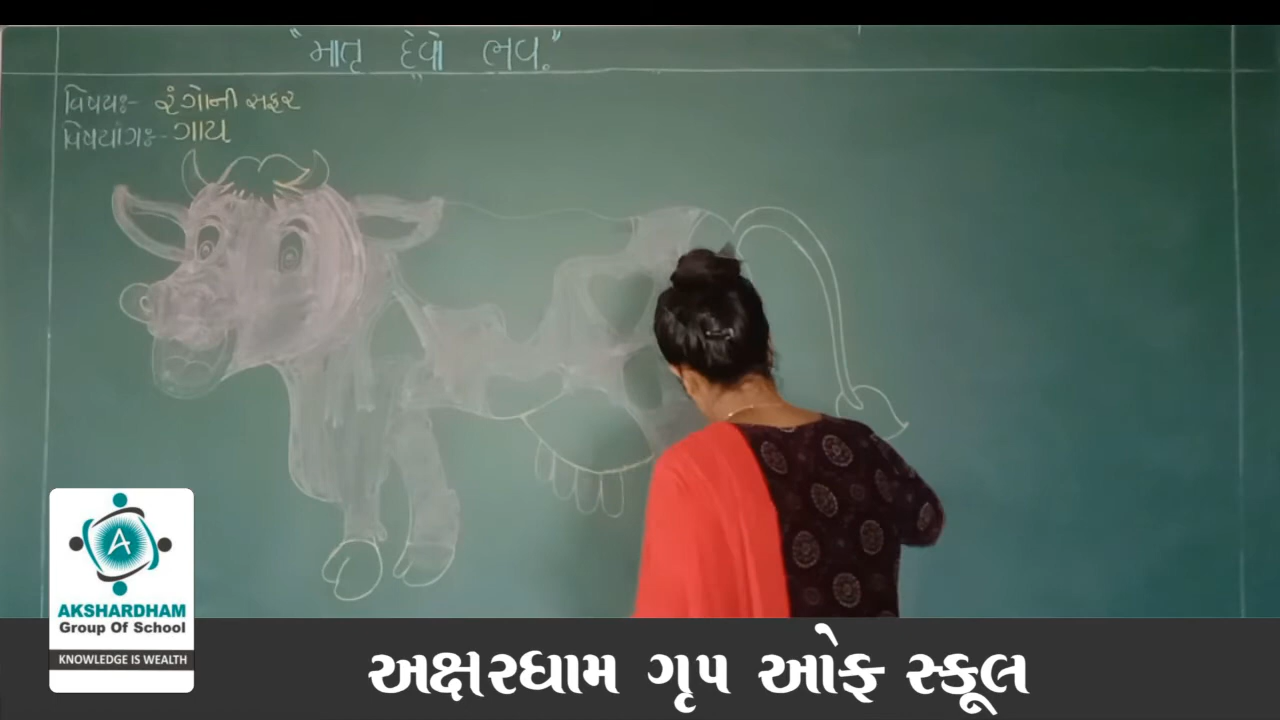 "માતૃ દેવો ભવ."
વિષયઃ- રંગોની સફર
વિષયાંગઃ- ગાય
A
AKSHARDHAM
Group Of School
KNOWLEDGE IS WEALTH
અક્ષરધામ ગૃપ ઓફ સ્કૂલ